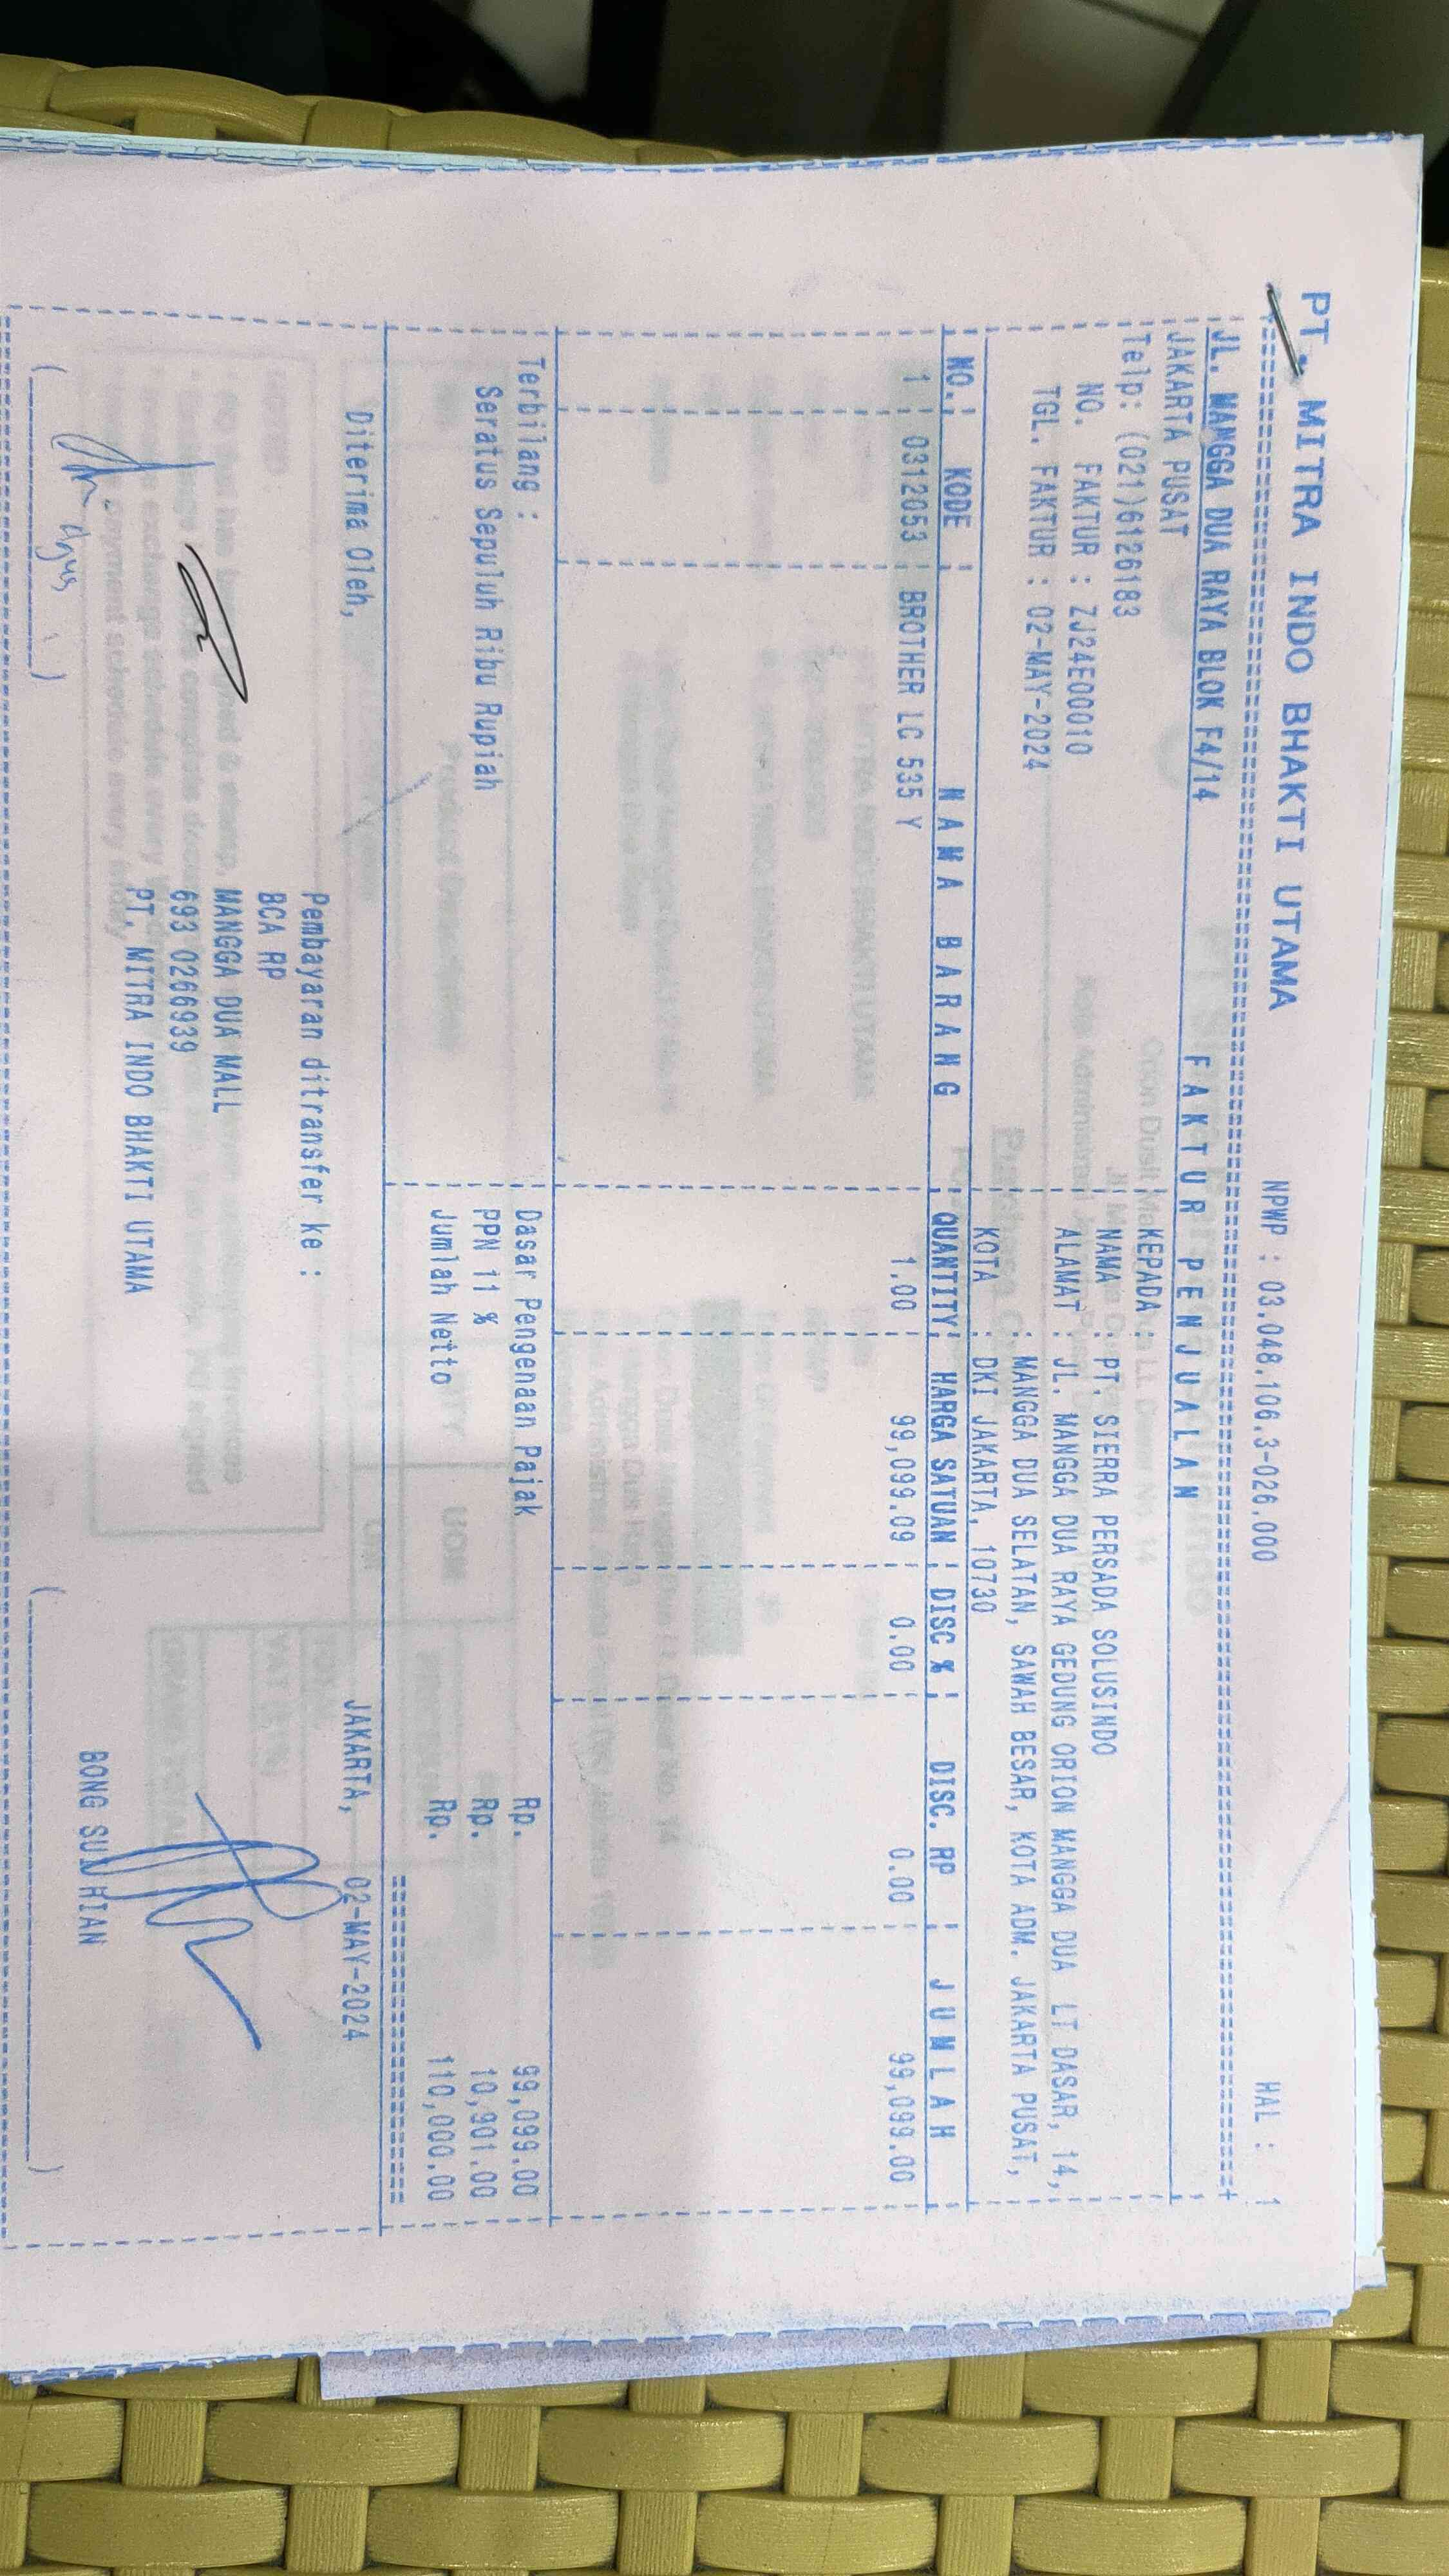 PT. MITRA INDO BHAKTI UTAMA
NPWP : 03.048.106.3-026.000 HAL : 1
JL. MANGGA DUA RAYA BLOK F4/14 F A K T U R P E N J U A L A N
JAKARTA PUSAT KEPADA :
Telp: (021)6126183 NAMA : PT. SIERRA PERSADA SOLUSINDO
NO. FAKTUR : ZJ24E00010 ALAMAT : JL. MANGGA DUA RAYA GEDUNG ORION MANGGA DUA LT DASAR, 14,
TGL. FAKTUR : 02-MAY-2024 MANGGA DUA SELATAN, SAWAH BESAR, KOTA ADM. JAKARTA PUSAT,
KOTA : DKI JAKARTA, 10730
NO. KODE N A M A B A R A N G QUANTITY HARGA SATUAN DISC % DISC. RP J U M L A H
1 0312053 BROTHER LC 535 Y 1.00 99,099.09 0.00 0.00 99,099.00
Terbilang : Dasar Pengenaan Pajak Rp. 99,099.00
Seratus Sepuluh Ribu Rupiah PPN 11 % Rp. 10,901.00
Jumlah Netto Rp. 110,000.00
Diterima Oleh, JAKARTA, 02-MAY-2024
Pembayaran ditransfer ke :
BCA RP
MANGGA DUA MALL
693 0266939
PT. MITRA INDO BHAKTI UTAMA
BONG SUN HIAN
Agus